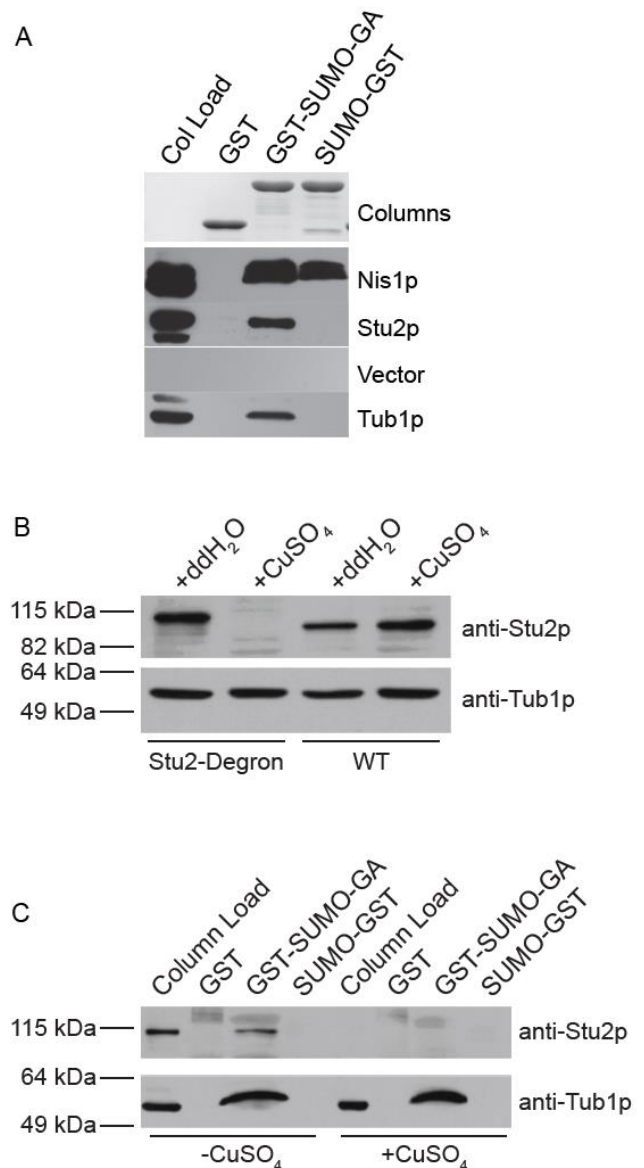 A
Col Load
GST
GST-SUMO-GA
SUMO-GST
Columns
Nis1p
Stu2p
Vector
Tub1p
B
+ddH₂O
+CuSO₄
+ddH₂O
+CuSO₄
115 kDa
82 kDa
anti-Stu2p
64 kDa
49 kDa
anti-Tub1p
Stu2-Degron
WT
C
Column Load
GST
GST-SUMO-GA
SUMO-GST
Column Load
GST
GST-SUMO-GA
SUMO-GST
115 kDa
anti-Stu2p
64 kDa
49 kDa
anti-Tub1p
-CuSO₄
+CuSO₄